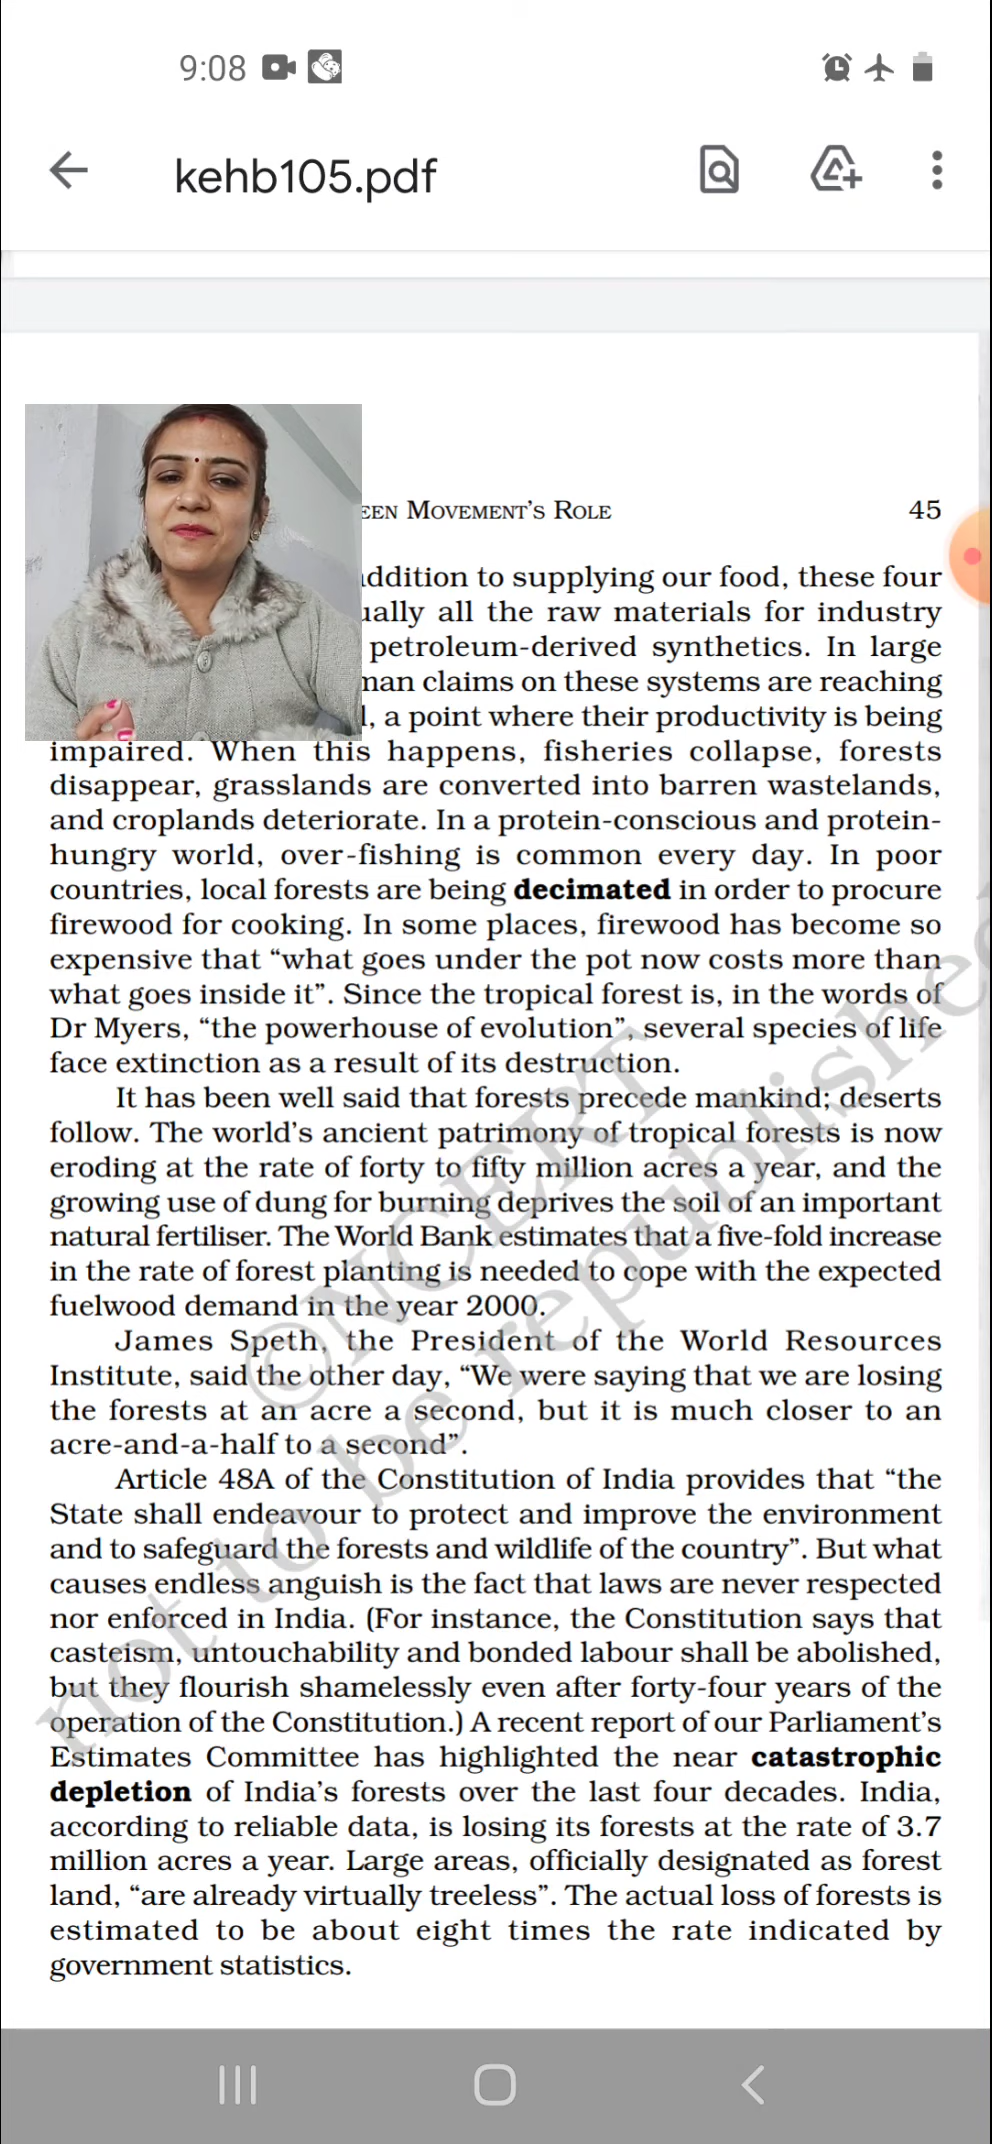 9:08
kehb105.pdf
MOVEMENT'S ROLE 45
to supplying our food, these four
all the raw materials for industry
petroleum-derived synthetics. In large
claims on these systems are reaching
a point where their productivity is being
impaired. When this happens, fisheries collapse, forests
disappear, grasslands are converted into barren wastelands,
and croplands deteriorate. In a protein-conscious and protein-
hungry world, over-fishing is common every day. In poor
countries, local forests are being decimated in order to procure
firewood for cooking. In some places, firewood has become so
expensive that “what goes under the pot now costs more than
what goes inside it”. Since the tropical forest is, in the words of
Dr Myers, “the powerhouse of evolution”, several species of life
face extinction as a result of its destruction.
It has been well said that forests precede mankind; deserts
follow. The world's ancient patrimony of tropical forests is now
eroding at the rate of forty to fifty million acres a year, and the
growing use of dung for burning deprives the soil of an important
natural fertiliser. The World Bank estimates that a five-fold increase
in the rate of forest planting is needed to cope with the expected
fuelwood demand in the year 2000.
James Speth, the President of the World Resources
Institute, said the other day, “We were saying that we are losing
the forests at an acre a second, but it is much closer to an
acre-and-a-half to a second”.
Article 48A of the Constitution of India provides that “the
State shall endeavour to protect and improve the environment
and to safeguard the forests and wildlife of the country”. But what
causes endless anguish is the fact that laws are never respected
nor enforced in India. (For instance, the Constitution says that
casteism, untouchability and bonded labour shall be abolished,
but they flourish shamelessly even after forty-four years of the
operation of the Constitution.) A recent report of our Parliament's
Estimates Committee has highlighted the near catastrophic
depletion of India's forests over the last four decades. India,
according to reliable data, is losing its forests at the rate of 3.7
million acres a year. Large areas, officially designated as forest
land, “are already virtually treeless”. The actual loss of forests is
estimated to be about eight times the rate indicated by
government statistics.
©NCERT
not to be republished